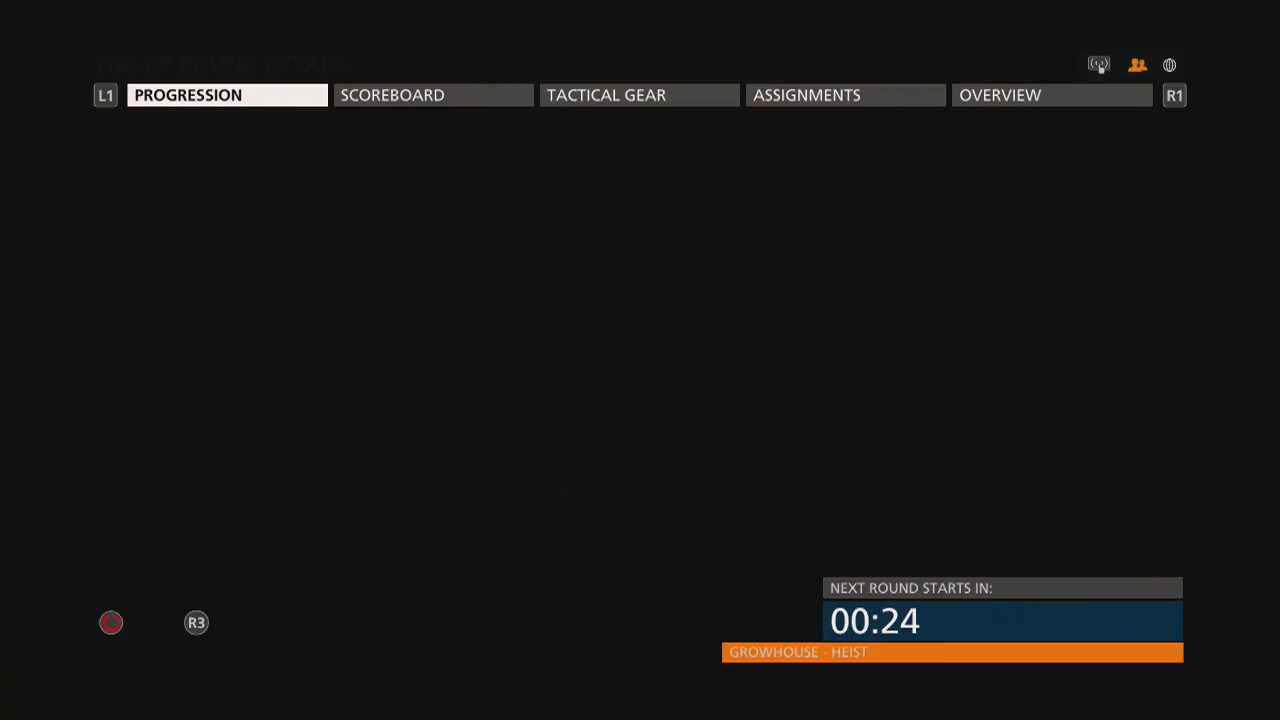 L1 PROGRESSION SCOREBOARD TACTICAL GEAR ASSIGNMENTS OVERVIEW R1
NEXT ROUND STARTS IN:
00:24
R3
GROWHOUSE - HEIST